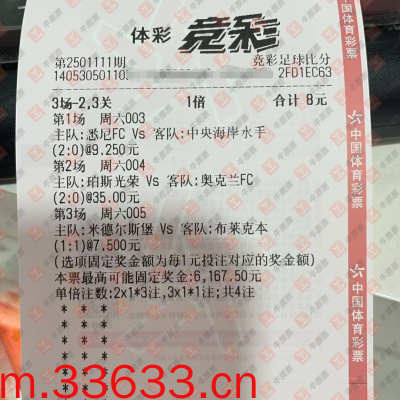 体彩 竞彩
第2501111期 竞彩足球比分
14053050110 2FD1EC63
3场-2,3关 1倍 合计 8元
第1场 周六003
主队:悉尼FC Vs 客队:中央海岸水手
(2:0)@9.250元
第2场 周六004
主队:珀斯光荣 Vs 客队:奥克兰FC
(2:0)@35.00元
第3场 周六005
主队:米德尔斯堡 Vs 客队:布莱克本
(1:1)@7.500元
(选项固定奖金额为每1元投注对应的奖金额)
本票最高可能固定奖金:6,167.50元
单倍注数:2x1*3注,3x1*1注;共4注
* * *
* * *
* * *
* * *
* * *
* * *
m.33633.cn
中国体育彩票
中国体育彩票
中国体育彩票